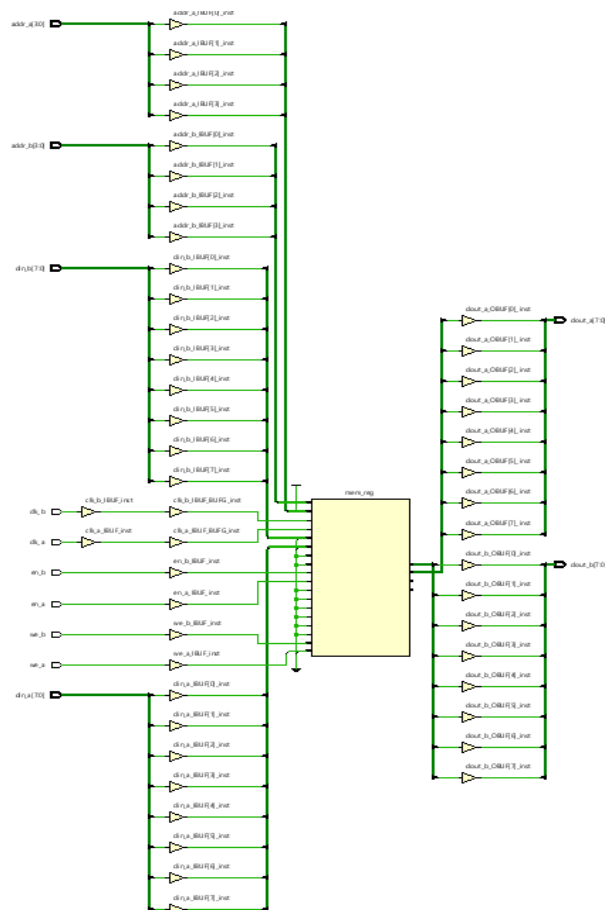 addr_a_IBUF[0]_inst
addr_a[3:0]
addr_a_IBUF[1]_inst
addr_a_IBUF[2]_inst
addr_a_IBUF[3]_inst
addr_b_IBUF[0]_inst
addr_b[3:0]
addr_b_IBUF[1]_inst
addr_b_IBUF[2]_inst
addr_b_IBUF[3]_inst
din_b_IBUF[0]_inst
din_b[7:0]
din_b_IBUF[1]_inst
din_b_IBUF[2]_inst
din_b_IBUF[3]_inst
din_b_IBUF[4]_inst
din_b_IBUF[5]_inst
din_b_IBUF[6]_inst
din_b_IBUF[7]_inst
clk_b_IBUF_inst
clk_b_IBUF_BUFG_inst
clk_b
clk_a_IBUF_inst
clk_a_IBUF_BUFG_inst
clk_a
en_b_IBUF_inst
en_b
en_a_IBUF_inst
en_a
we_b_IBUF_inst
we_b
we_a_IBUF_inst
we_a
din_a_IBUF[0]_inst
din_a[7:0]
din_a_IBUF[1]_inst
din_a_IBUF[2]_inst
din_a_IBUF[3]_inst
din_a_IBUF[4]_inst
din_a_IBUF[5]_inst
din_a_IBUF[6]_inst
din_a_IBUF[7]_inst
mem_reg
dout_a_OBUF[0]_inst
dout_a[7:0]
dout_a_OBUF[1]_inst
dout_a_OBUF[2]_inst
dout_a_OBUF[3]_inst
dout_a_OBUF[4]_inst
dout_a_OBUF[5]_inst
dout_a_OBUF[6]_inst
dout_a_OBUF[7]_inst
dout_b_OBUF[0]_inst
dout_b[7:0]
dout_b_OBUF[1]_inst
dout_b_OBUF[2]_inst
dout_b_OBUF[3]_inst
dout_b_OBUF[4]_inst
dout_b_OBUF[5]_inst
dout_b_OBUF[6]_inst
dout_b_OBUF[7]_inst